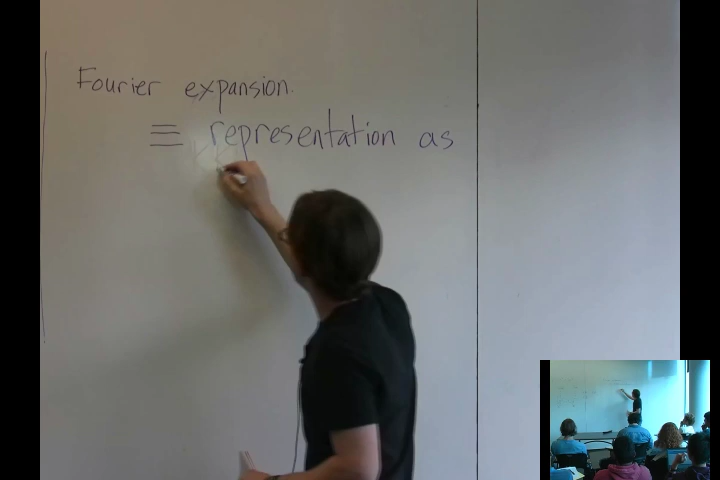 Fourier expansion.
≡ representation as